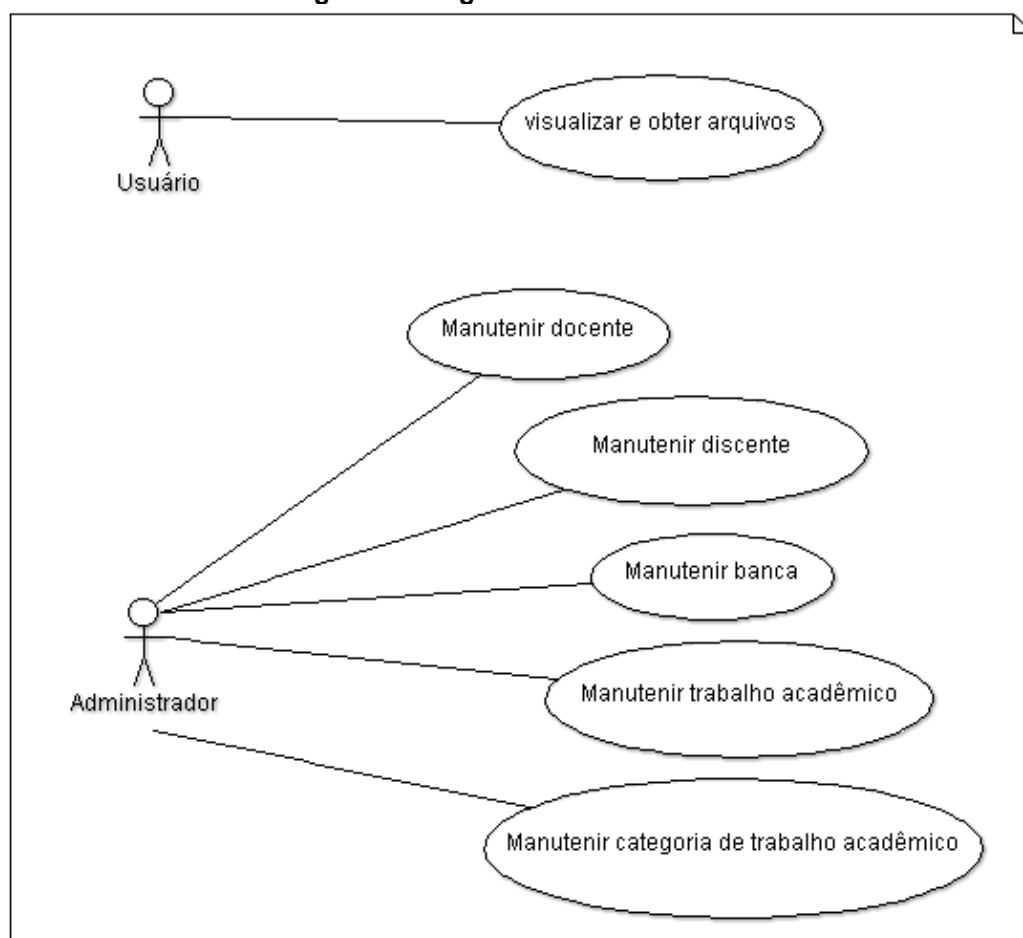 visualizar e obter arquivos
Usuário
Manutenir docente
Manutenir discente
Manutenir banca
Manutenir trabalho acadêmico
Administrador
Manutenir categoria de trabalho acadêmico